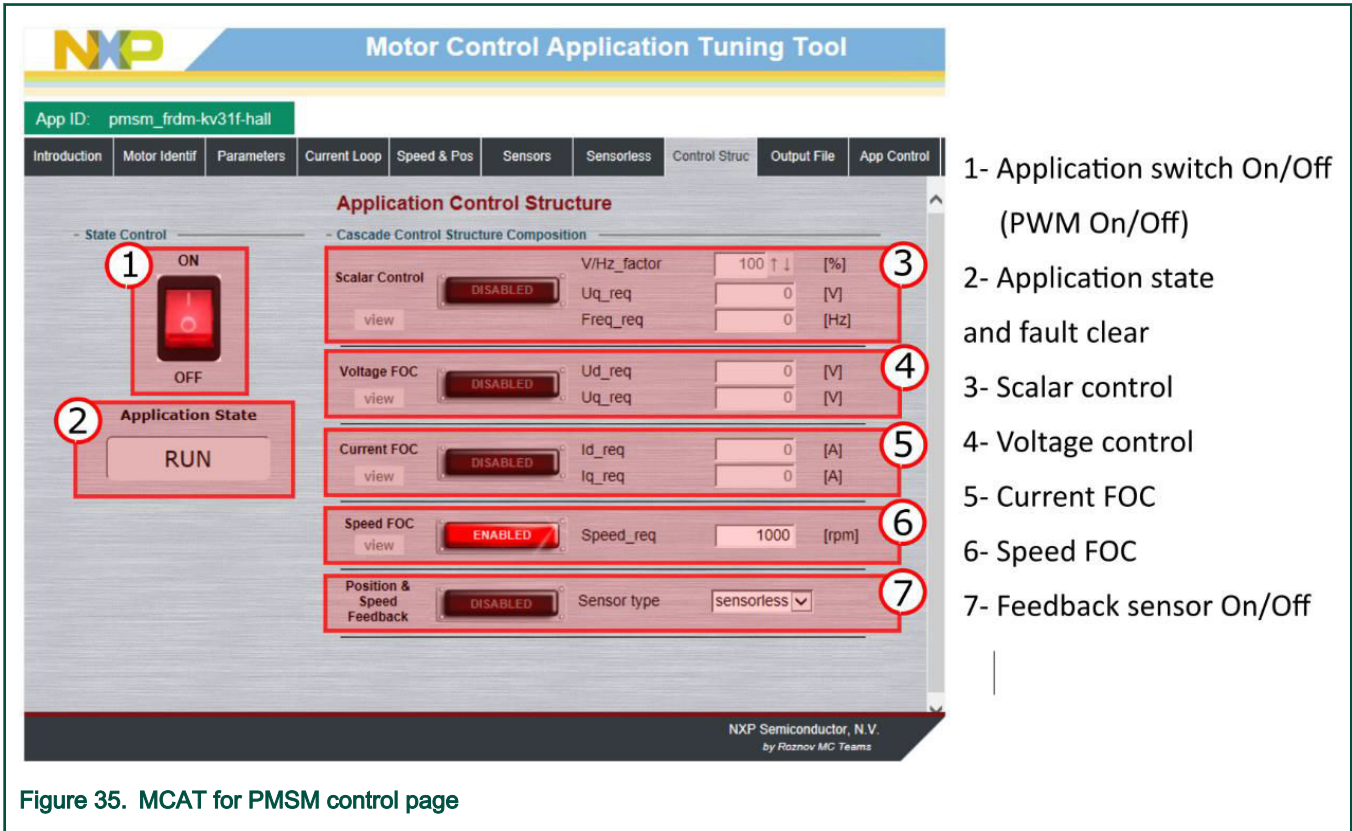 NXP
Motor Control Application Tuning Tool
App ID: pmsm_frdm-kv31f-hall
Introduction Motor Identif Parameters Current Loop Speed & Pos Sensors Sensorless Control Struc Output File App Control
Application Control Structure
- State Control
- Cascade Control Structure Composition
1
ON
OFF
2
Application State
RUN
Scalar Control
view
DISABLED
V/Hz_factor 100 ↑↓ [%]
Uq_req 0 [V]
Freq_req 0 [Hz]
3
Voltage FOC
view
DISABLED
Ud_req 0 [V]
Uq_req 0 [V]
4
Current FOC
view
DISABLED
Id_req 0 [A]
Iq_req 0 [A]
5
Speed FOC
view
ENABLED
Speed_req 1000 [rpm]
6
Position &
Speed
Feedback
DISABLED
Sensor type sensorless
7
NXP Semiconductor, N.V.
by Roznov MC Teams
1- Application switch On/Off
(PWM On/Off)
2- Application state
and fault clear
3- Scalar control
4- Voltage control
5- Current FOC
6- Speed FOC
7- Feedback sensor On/Off
Figure 35. MCAT for PMSM control page